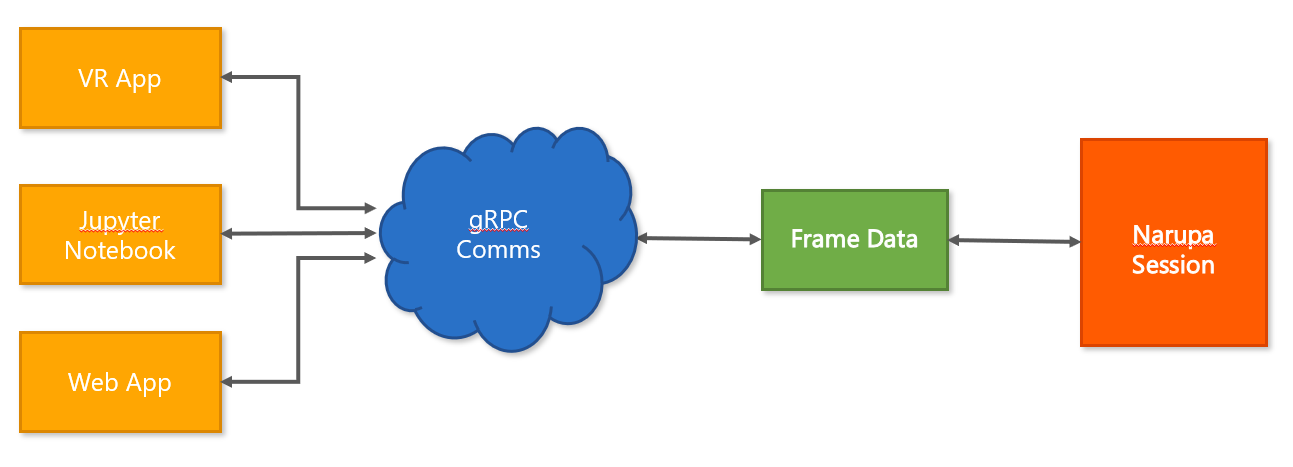 VR App
Jupyter
Notebook
Web App
gRPC
Comms
Frame Data
Narupa
Session